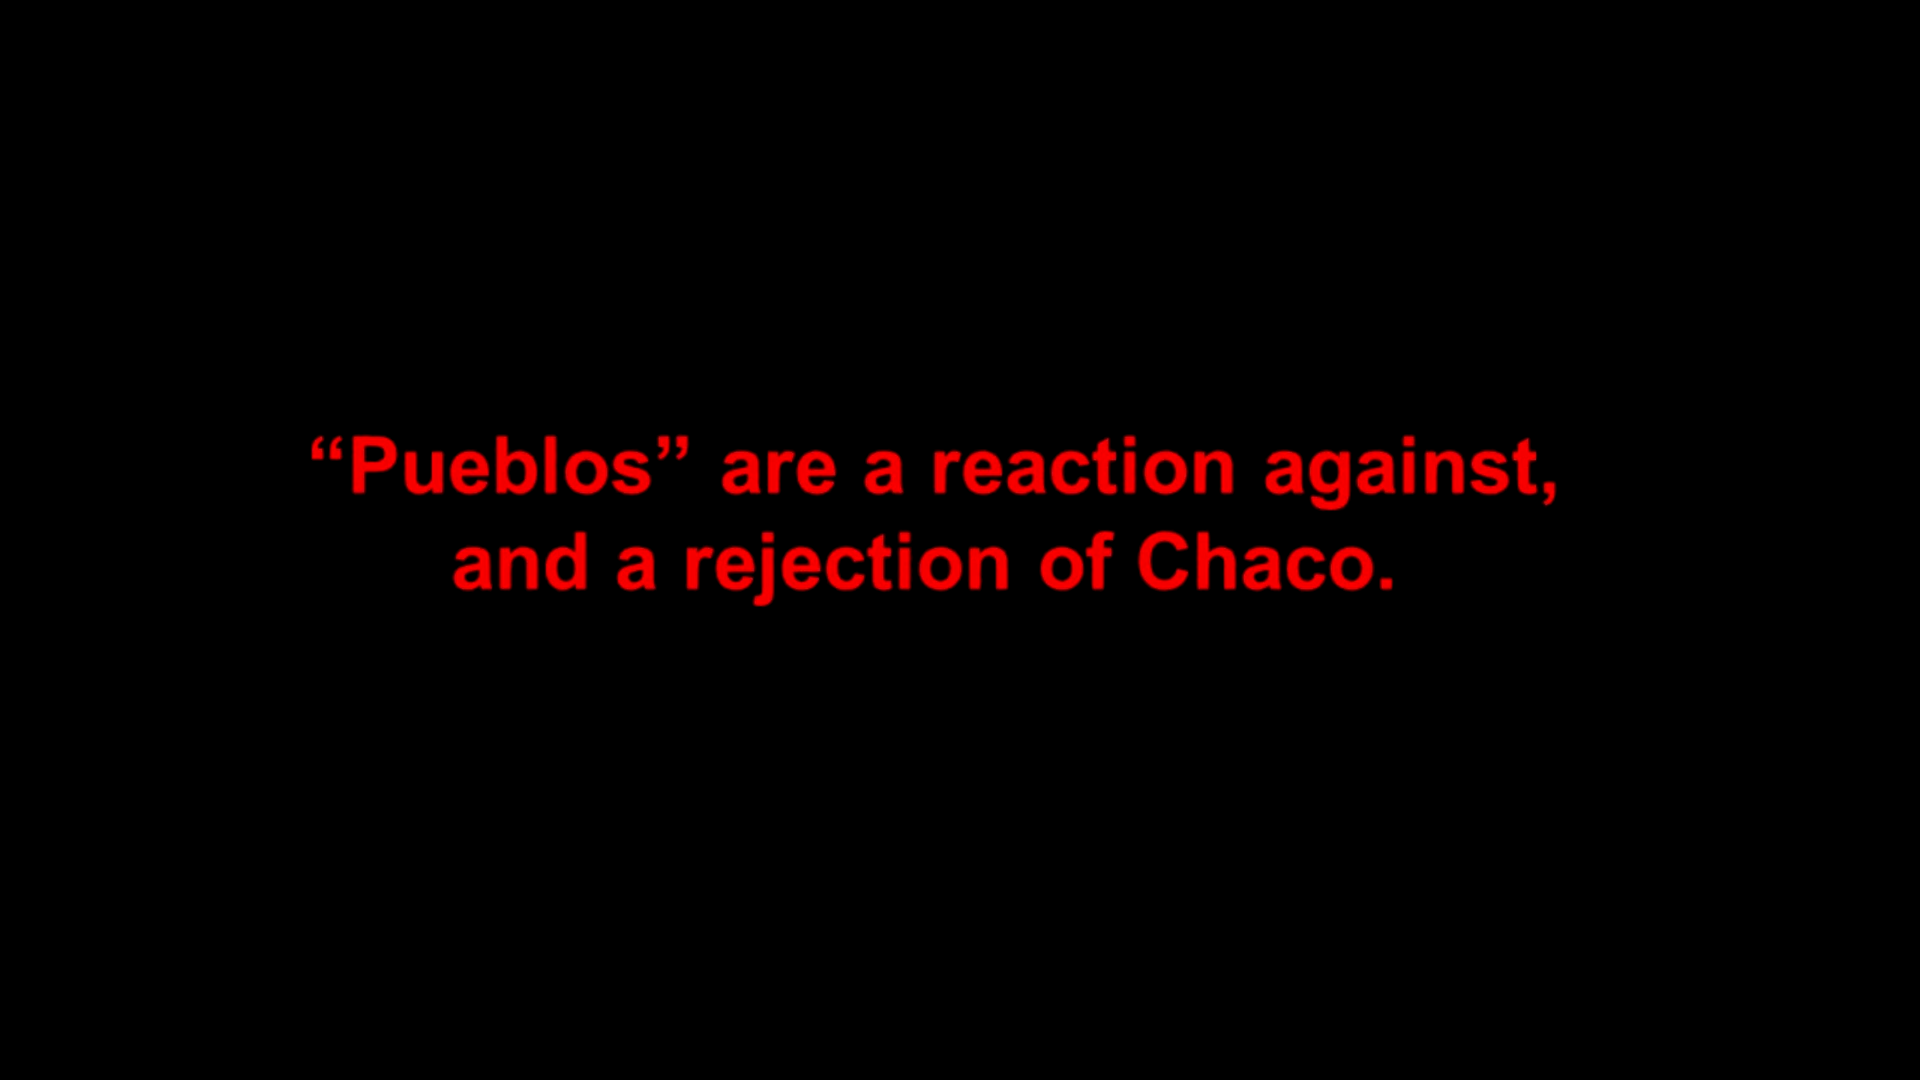 “Pueblos” are a reaction against,
and a rejection of Chaco.